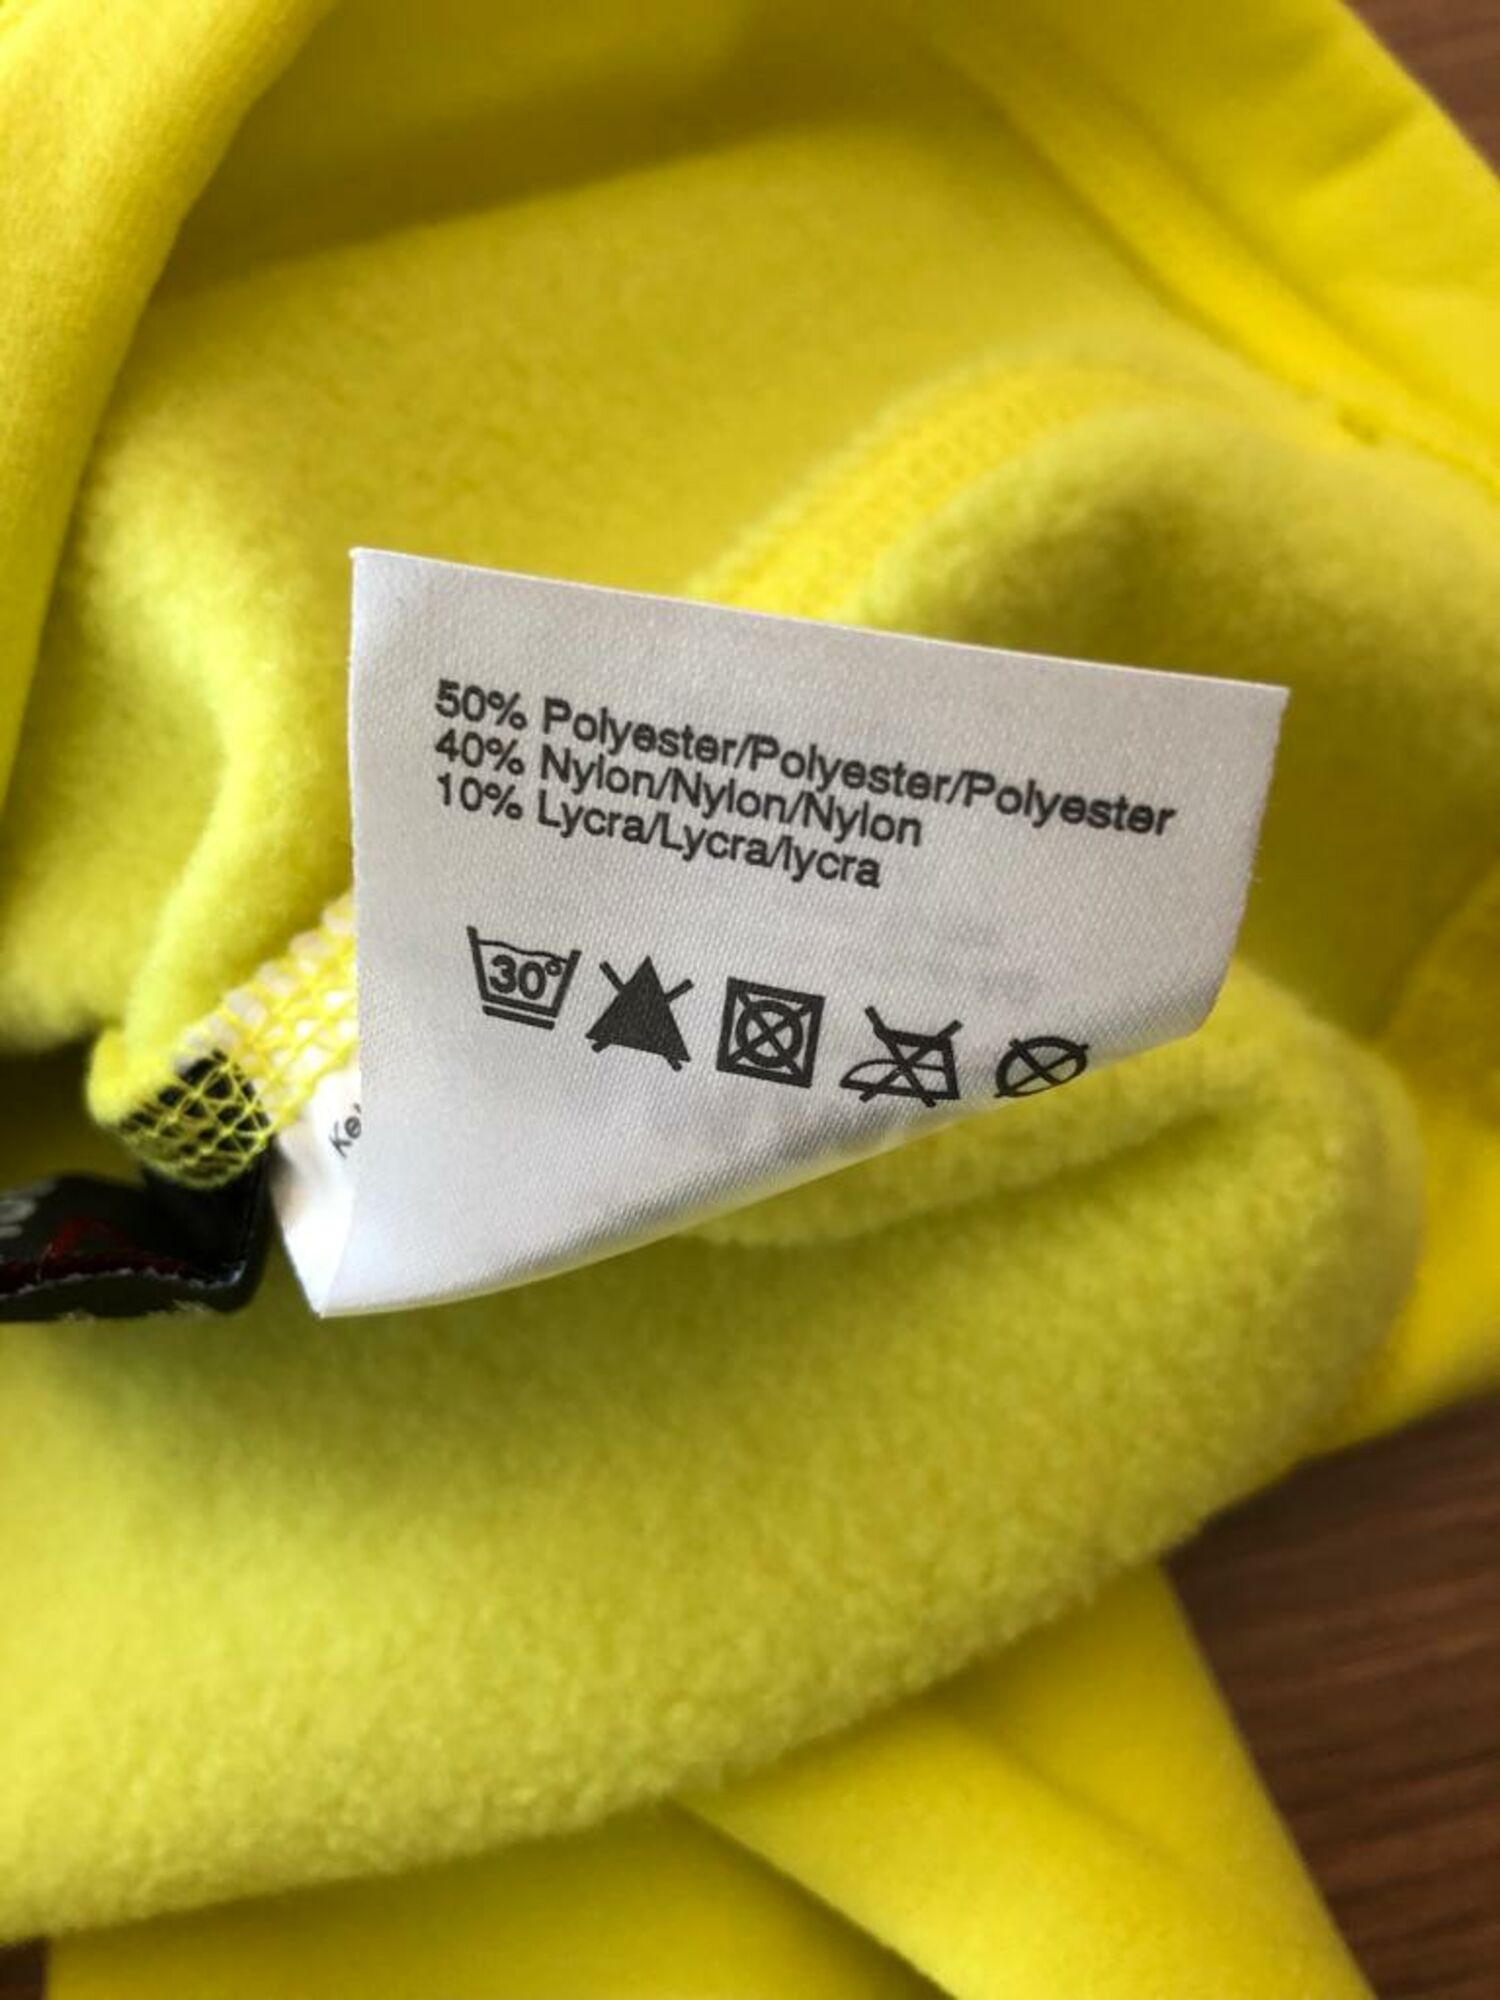 50% Polyester/Polyester/Polyester
40% Nylon/Nylon/Nylon
10% Lycra/Lycra/lycra
30°